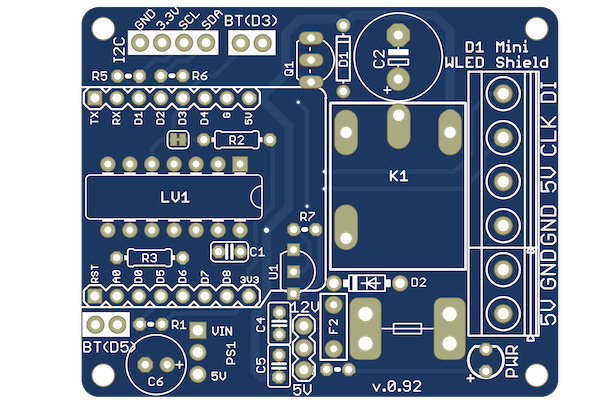 GND 3.3V SCL SDA
I2C
BT(D3)
Q1
D1
C2
+
D1 Mini
WLED Shield
R5
R6
TX RX D1 D2 D3 D4 G 5V
R2
LV1
K1
R7
R3
C1
U1
RST A0 D0 D5 D6 D7 D8 3V3
D2
12V
BT(D5)
R1
VIN
PS1
5V
C6
+
C4
C5
5V
F2
v.0.92
PWR
+
DI
CLK
5V
GND
GND
5V